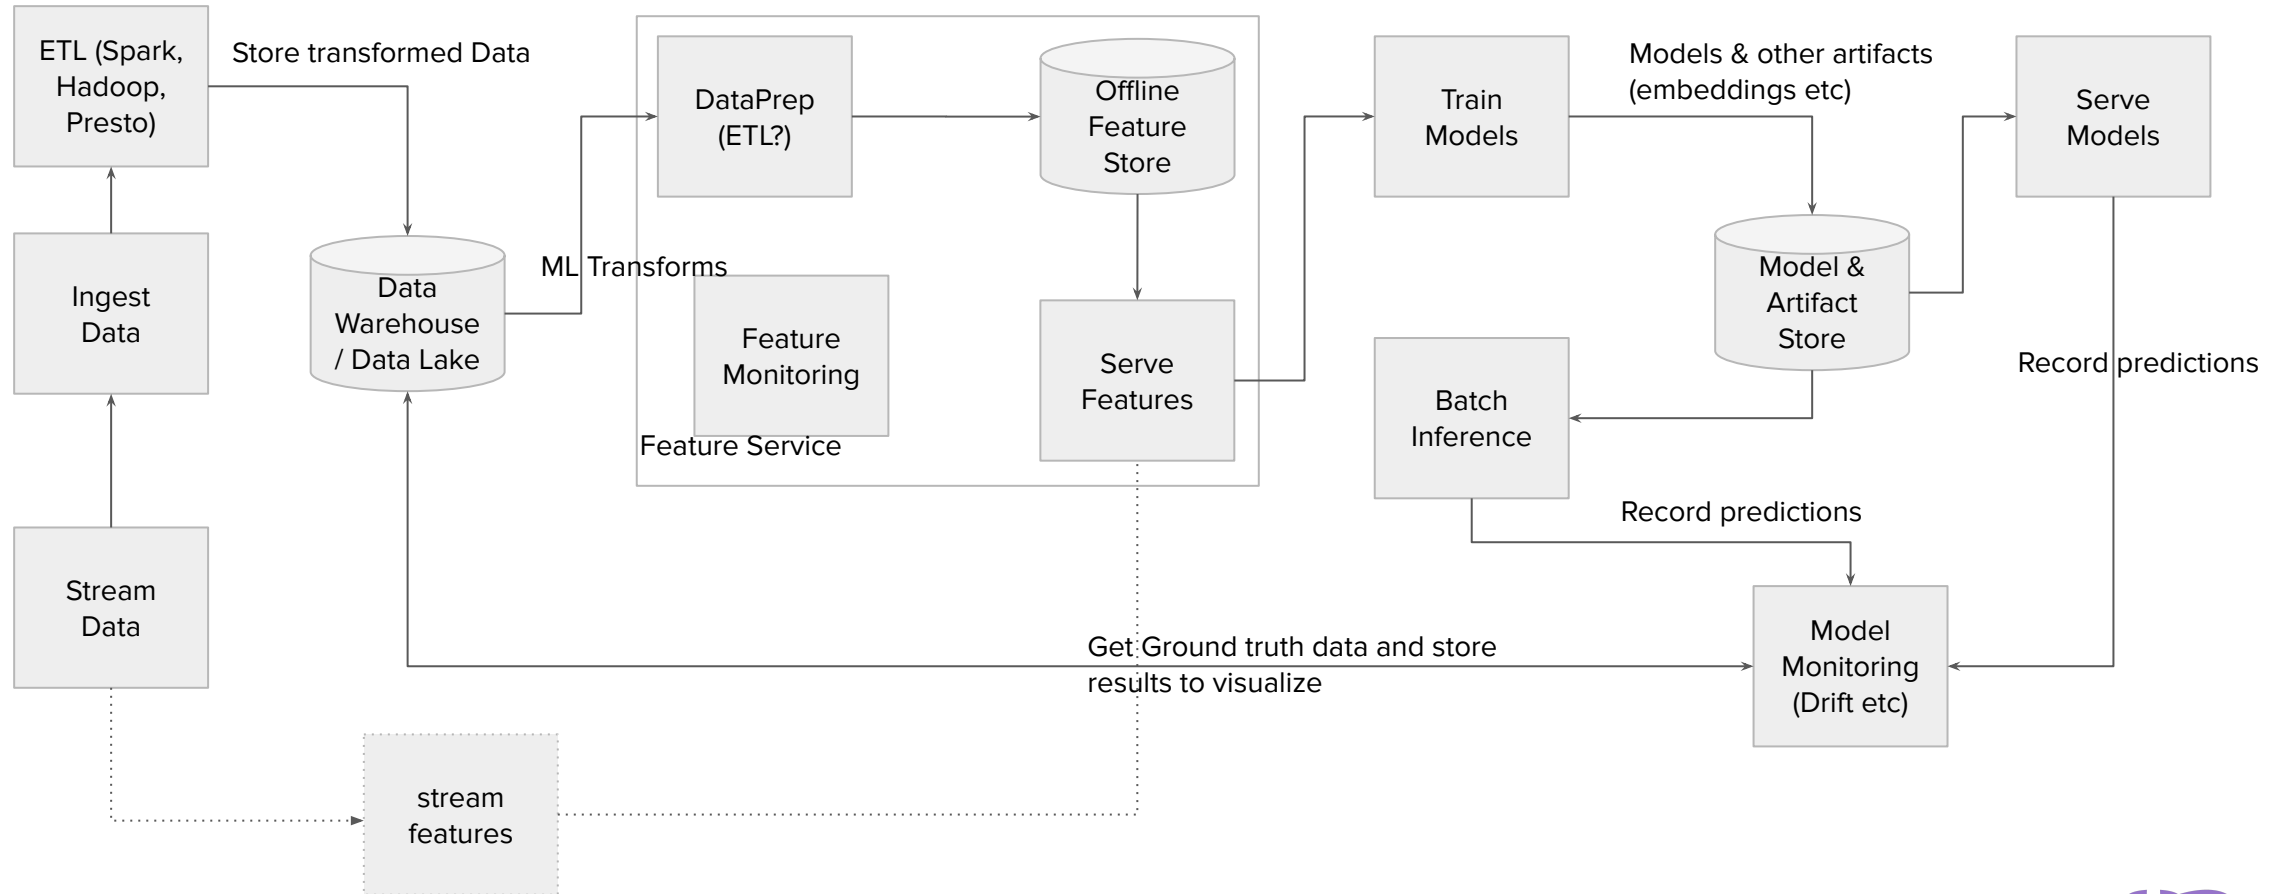 ETL (Spark,
Hadoop,
Presto)
Store transformed Data
DataPrep
(ETL?)
Offline
Feature
Store
Train
Models
Models & other artifacts
(embeddings etc)
Serve
Models
Ingest
Data
Data
Warehouse
/ Data Lake
ML Transforms
Feature
Monitoring
Feature Service
Serve
Features
Model &
Artifact
Store
Batch
Inference
Record predictions
Record predictions
Stream
Data
Get Ground truth data and store
results to visualize
Model
Monitoring
(Drift etc)
stream
features